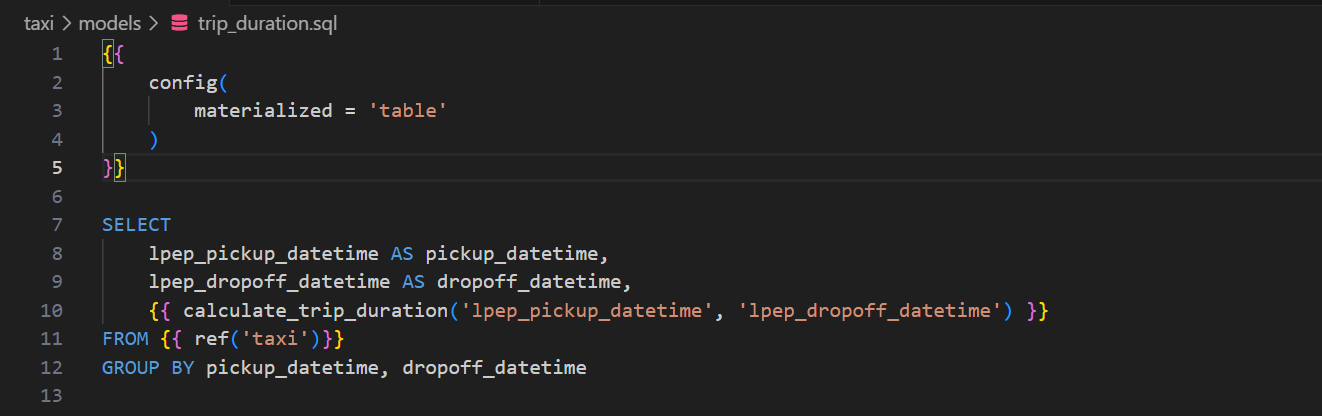 taxi > models > trip_duration.sql
1 {{
2 config(
3 materialized = 'table'
4 )
5 }}
6
7 SELECT
8 lpep_pickup_datetime AS pickup_datetime,
9 lpep_dropoff_datetime AS dropoff_datetime,
10 {{ calculate_trip_duration('lpep_pickup_datetime', 'lpep_dropoff_datetime') }}
11 FROM {{ ref('taxi')}}
12 GROUP BY pickup_datetime, dropoff_datetime
13